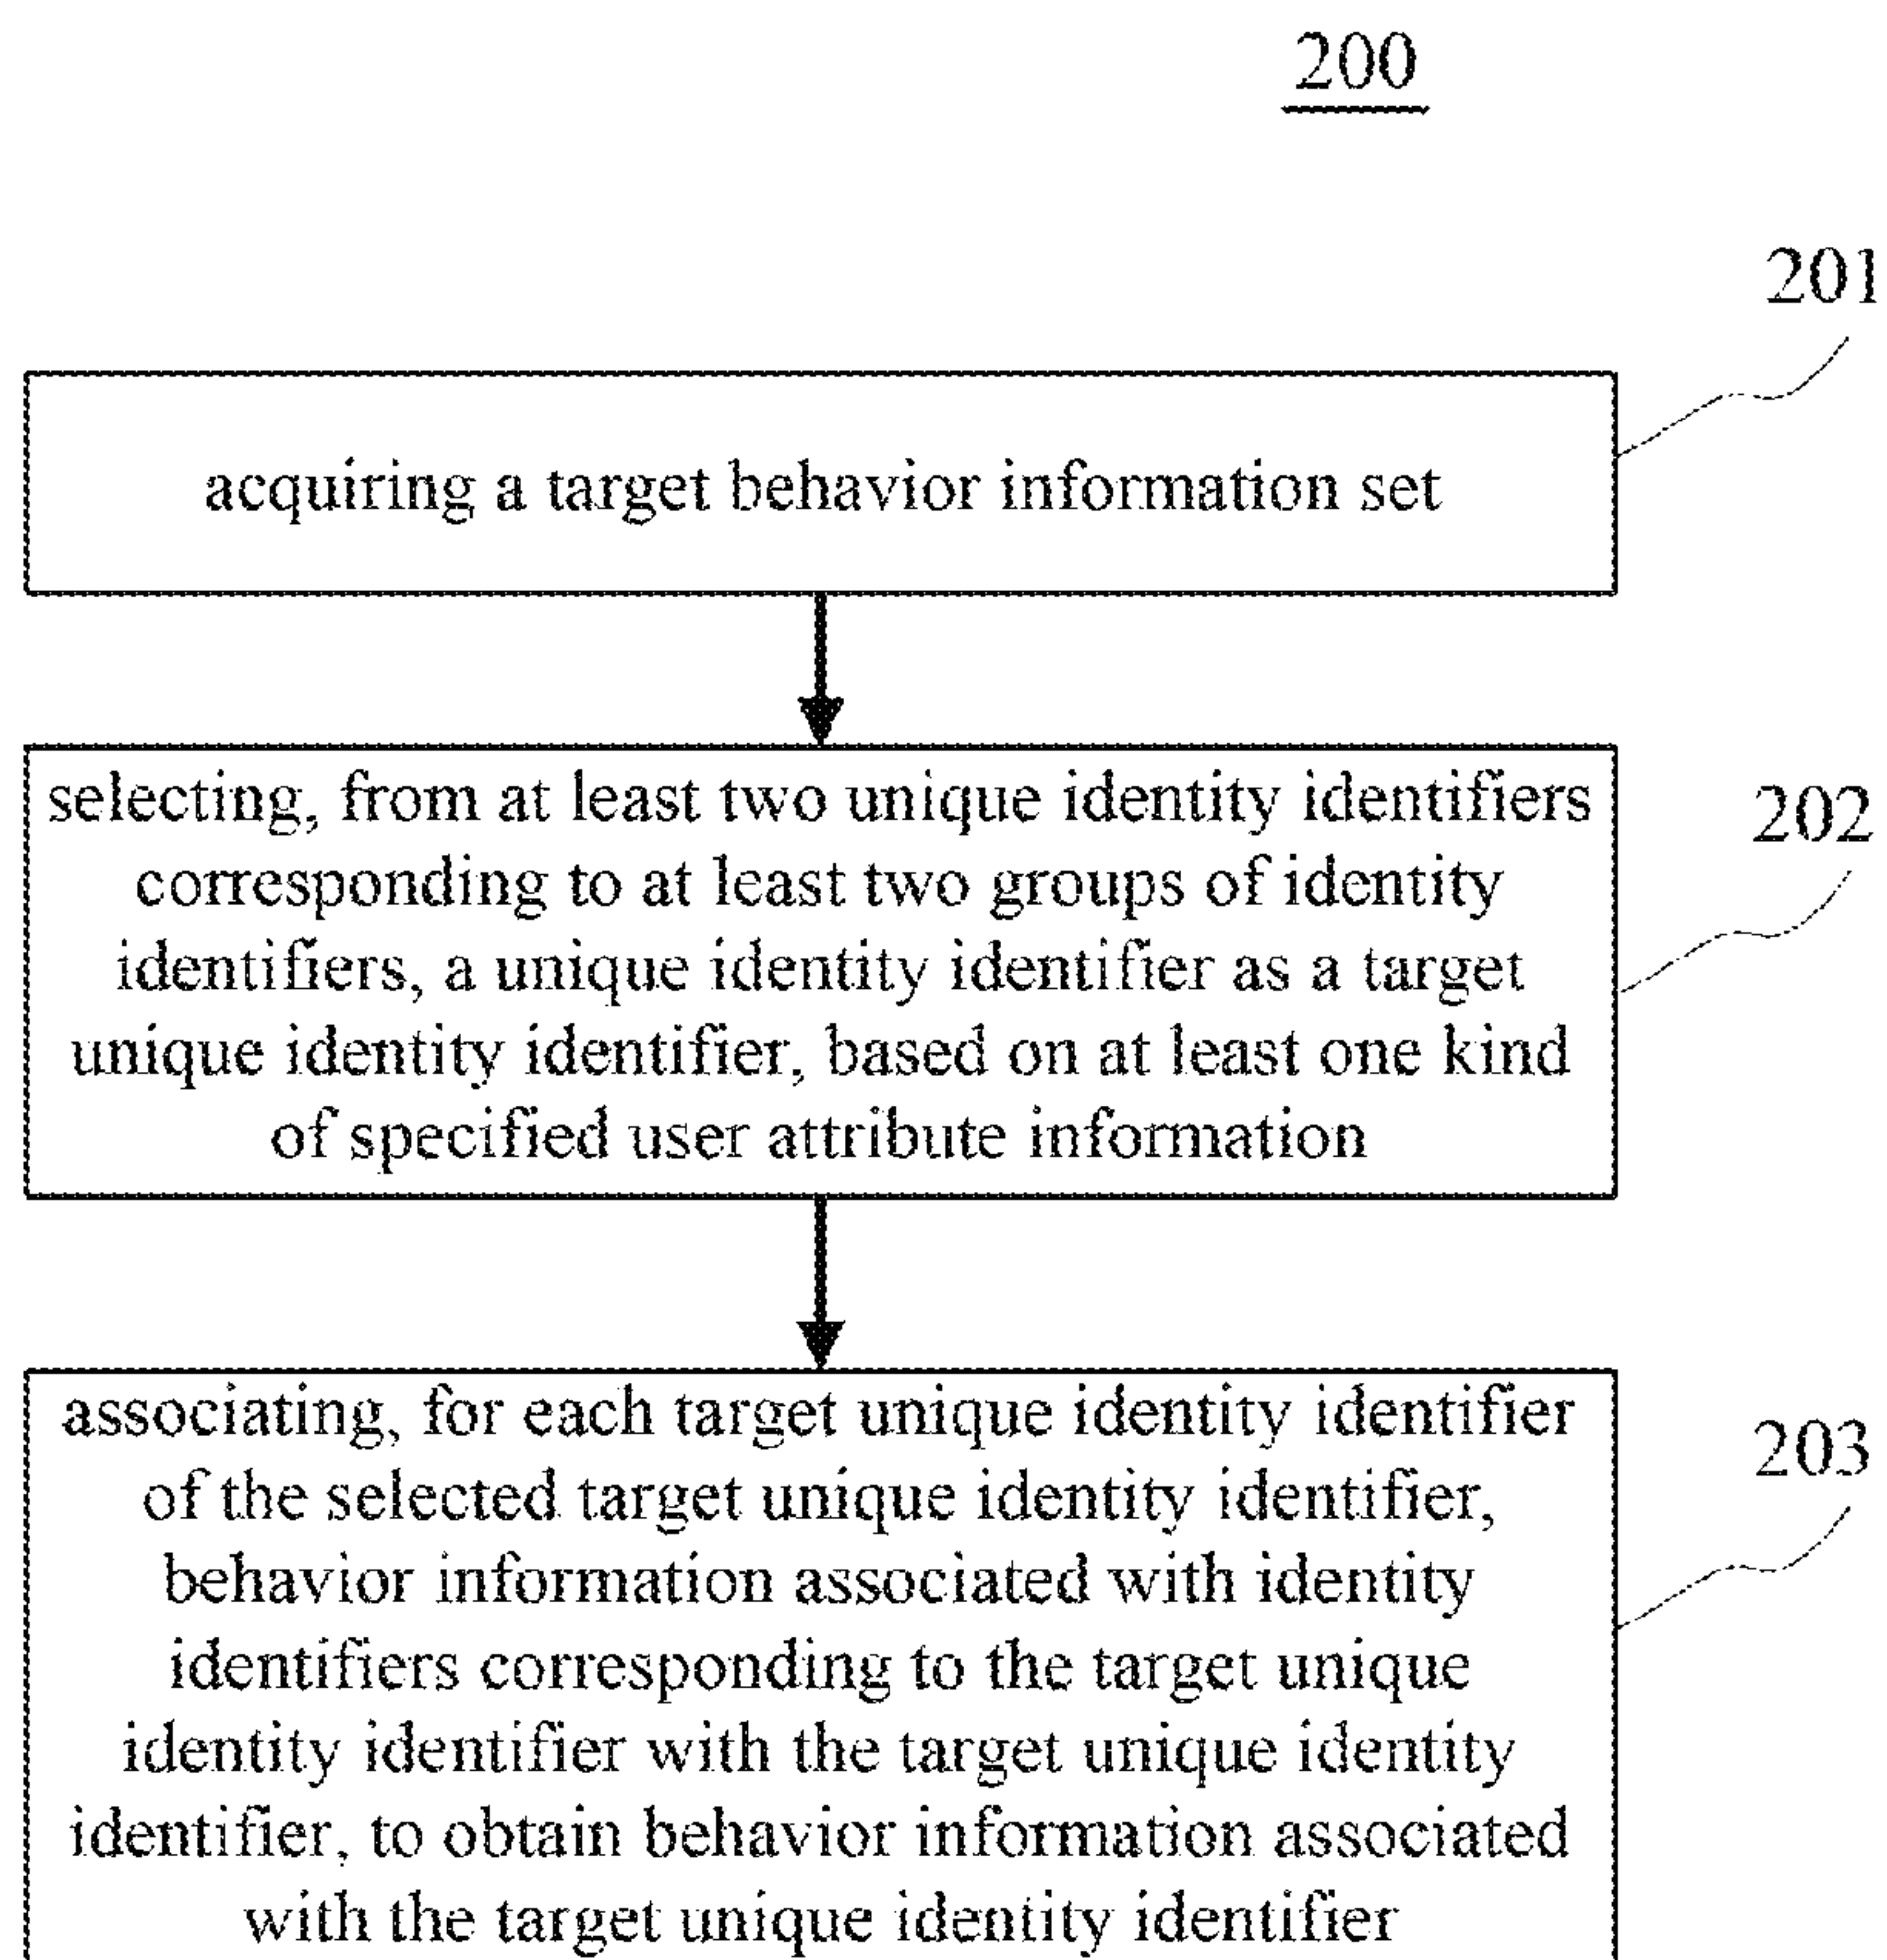 200
201
acquiring a target behavior information set
selecting, from at least two unique identity identifiers
corresponding to at least two groups of identity
identifiers, a unique identity identifier as a target
unique identity identifier, based on at least one kind
of specified user attribute information
202
associating, for each target unique identity identifier
of the selected target unique identity identifier,
behavior information associated with identity
identifiers corresponding to the target unique
identity identifier with the target unique identity
identifier, to obtain behavior information associated
with the target unique identity identifier
203